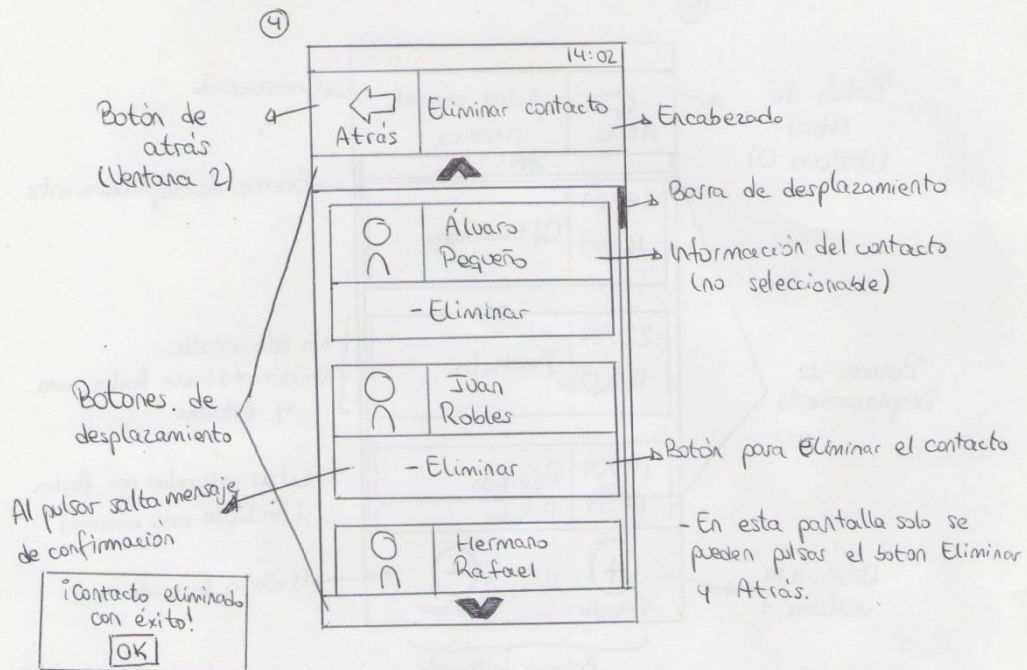 4
14:02
Botón de
atrás
(Ventana 2)
Atrás
Eliminar contacto
Encabezado
Barra de desplazamiento
Álvaro
Pequeño
Información del contacto
(no seleccionable)
- Eliminar
Botones de
desplazamiento
Juan
Robles
- Eliminar
Botón para Eliminar el contacto
Al pulsar salta mensaje
de confirmación
Hermano
Rafael
- En esta pantalla solo se
pueden pulsar el boton Eliminar
y Atras.
¡Contacto eliminado
con éxito!
OK